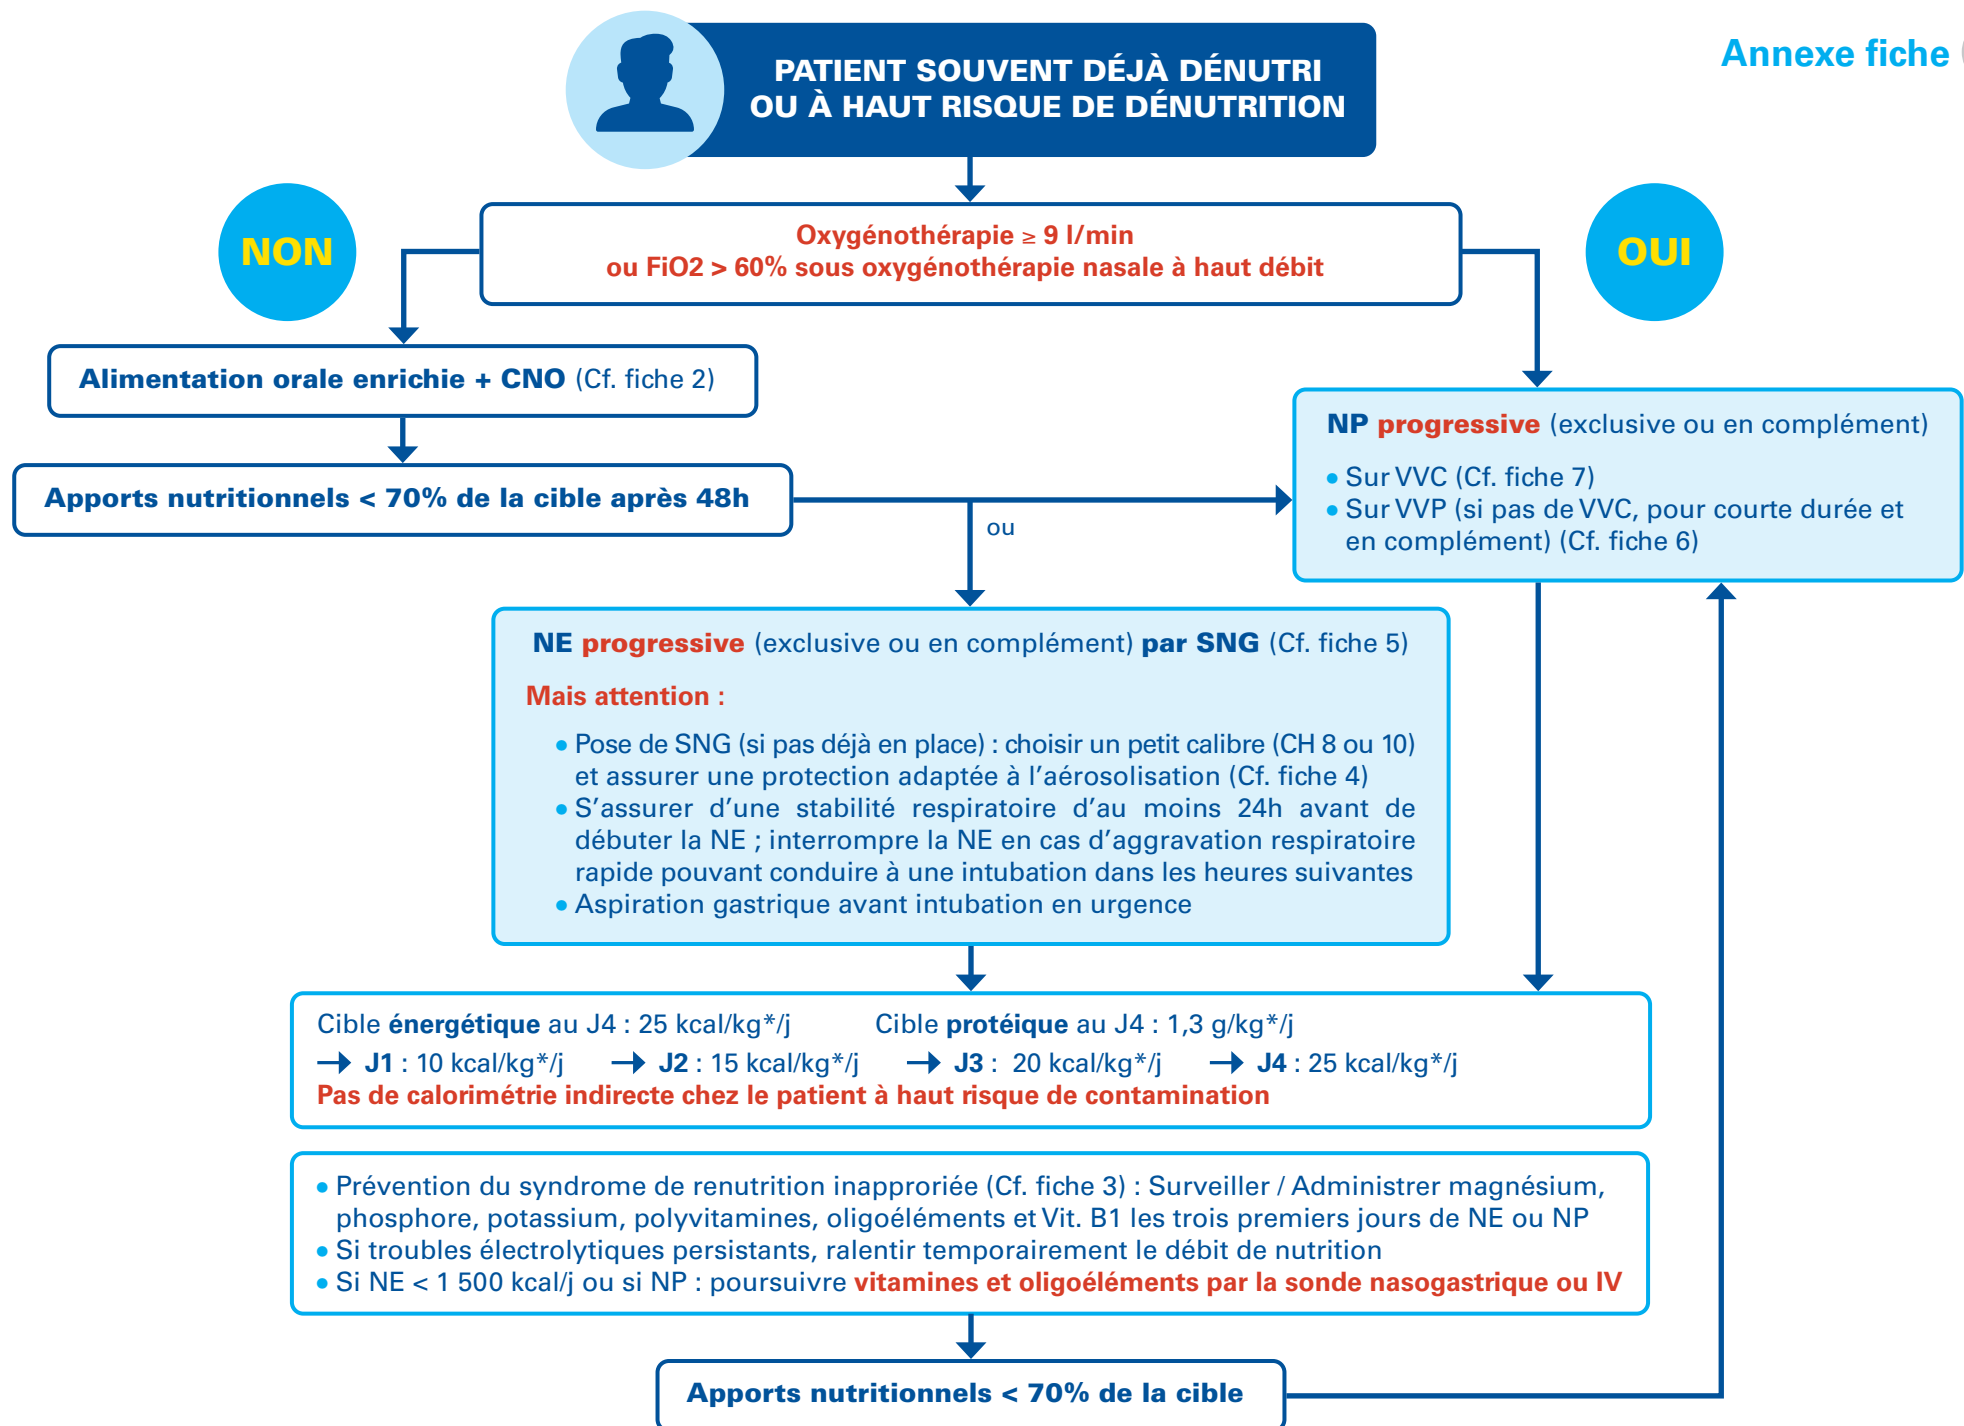 Annexe fiche
PATIENT SOUVENT DÉJÀ DÉNUTRI
OU À HAUT RISQUE DE DÉNUTRITION
NON
Oxygénothérapie ≥ 9 l/min
ou FiO2 > 60% sous oxygénothérapie nasale à haut débit
OUI
Alimentation orale enrichie + CNO (Cf. fiche 2)
Apports nutritionnels < 70% de la cible après 48h
ou
NP progressive (exclusive ou en complément)
• Sur VVC (Cf. fiche 7)
• Sur VVP (si pas de VVC, pour courte durée et
en complément) (Cf. fiche 6)
NE progressive (exclusive ou en complément) par SNG (Cf. fiche 5)
Mais attention :
• Pose de SNG (si pas déjà en place) : choisir un petit calibre (CH 8 ou 10)
et assurer une protection adaptée à l’aérosolisation (Cf. fiche 4)
• S’assurer d’une stabilité respiratoire d’au moins 24h avant de
débuter la NE ; interrompre la NE en cas d’aggravation respiratoire
rapide pouvant conduire à une intubation dans les heures suivantes
• Aspiration gastrique avant intubation en urgence
Cible énergétique au J4 : 25 kcal/kg*/j Cible protéique au J4 : 1,3 g/kg*/j
→ J1 : 10 kcal/kg*/j → J2 : 15 kcal/kg*/j → J3 : 20 kcal/kg*/j → J4 : 25 kcal/kg*/j
Pas de calorimétrie indirecte chez le patient à haut risque de contamination
• Prévention du syndrome de renutrition inapproriée (Cf. fiche 3) : Surveiller / Administrer magnésium,
phosphore, potassium, polyvitamines, oligoéléments et Vit. B1 les trois premiers jours de NE ou NP
• Si troubles électrolytiques persistants, ralentir temporairement le débit de nutrition
• Si NE < 1 500 kcal/j ou si NP : poursuivre vitamines et oligoéléments par la sonde nasogastrique ou IV
Apports nutritionnels < 70% de la cible